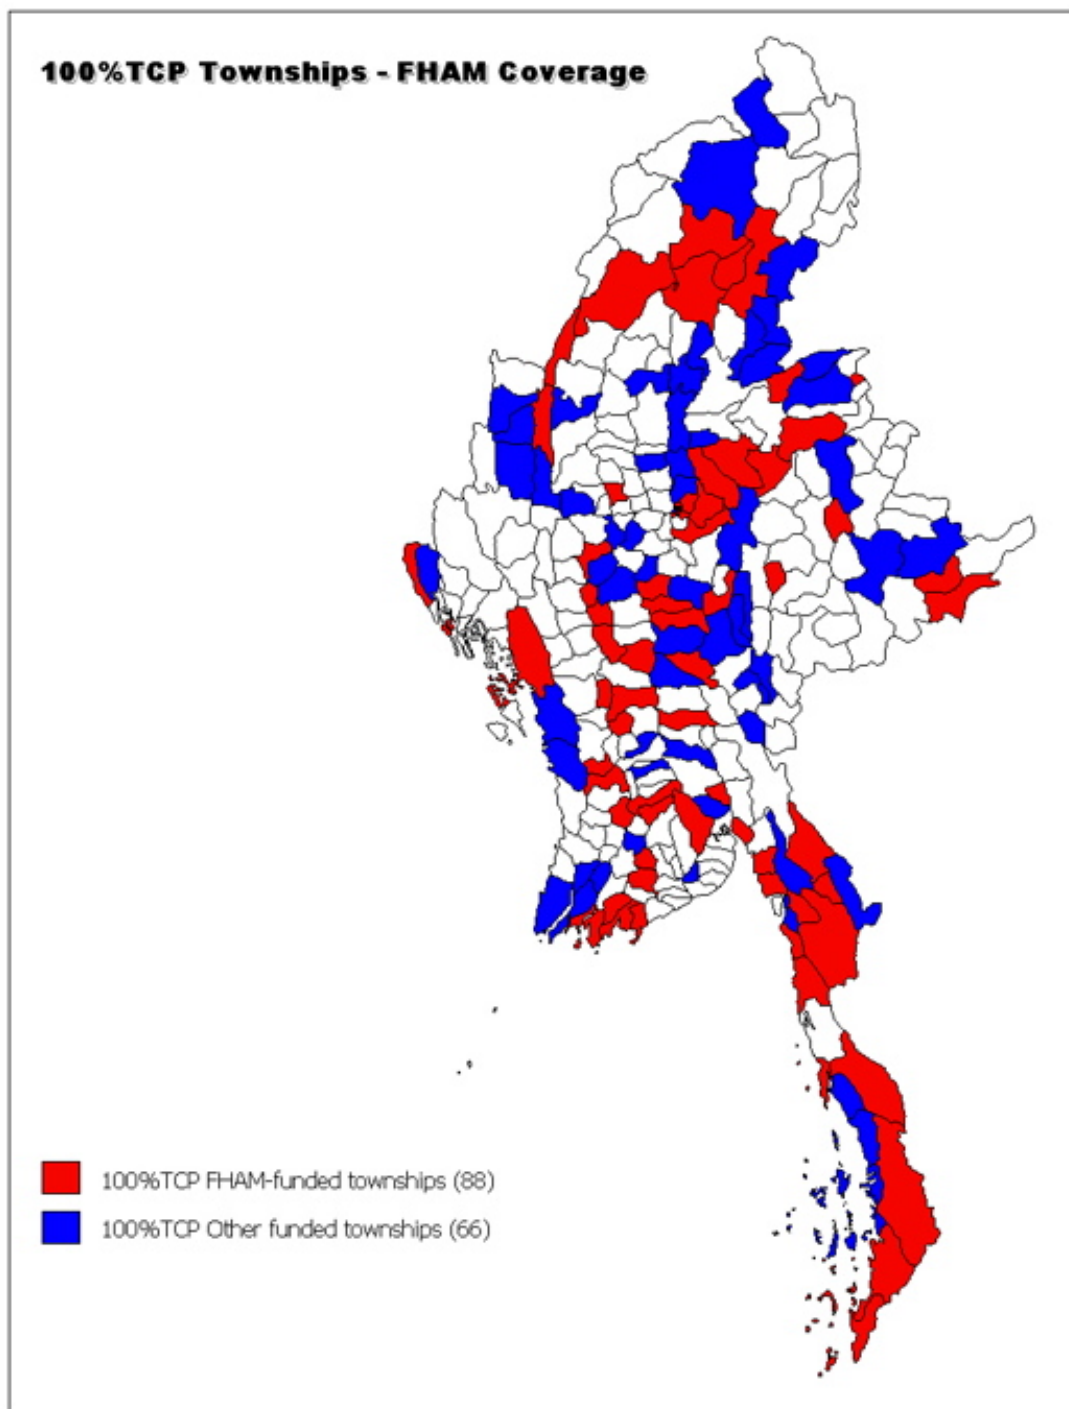 100%TCP Townships - FHAM Coverage
100%TCP FHAM-funded townships (88)
100%TCP Other funded townships (66)